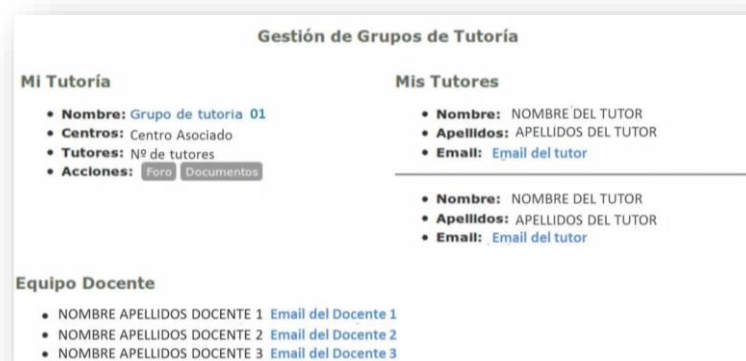 Gestión de Grupos de Tutoría
Mi Tutoría
Nombre: Grupo de tutoria 01
Centros: Centro Asociado
Tutores: Nº de tutores
Acciones: Foro Documentos
Mis Tutores
Nombre: NOMBRE DEL TUTOR
Apellidos: APELLIDOS DEL TUTOR
Email: Email del tutor
Nombre: NOMBRE DEL TUTOR
Apellidos: APELLIDOS DEL TUTOR
Email: Email del tutor
Equipo Docente
NOMBRE APELLIDOS DOCENTE 1 Email del Docente 1
NOMBRE APELLIDOS DOCENTE 2 Email del Docente 2
NOMBRE APELLIDOS DOCENTE 3 Email del Docente 3